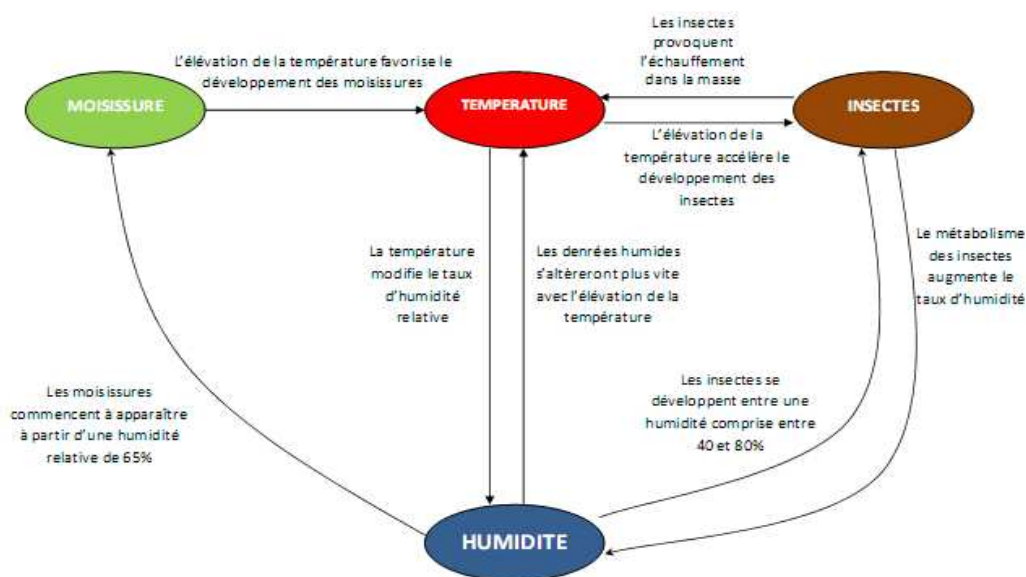 Les insectes
provoquent
l'échauffement
dans la masse
L'élévation de la température favorise le
développement des moisissures
MOISISSURE
TEMPERATURE
INSECTES
L'élévation de la
température accélère le
développement des
insectes
La température
modifie le taux
d'humidité
relative
Les denrées humides
s'altèreront plus vite
avec l'élévation de la
température
Le métabolisme
des insectes
augmente le
taux d'humidité
Les moisissures
commencent à apparaître
à partir d'une humidité
relative de 65%
Les insectes se
développent entre une
humidité comprise entre
40 et 80%
HUMIDITE